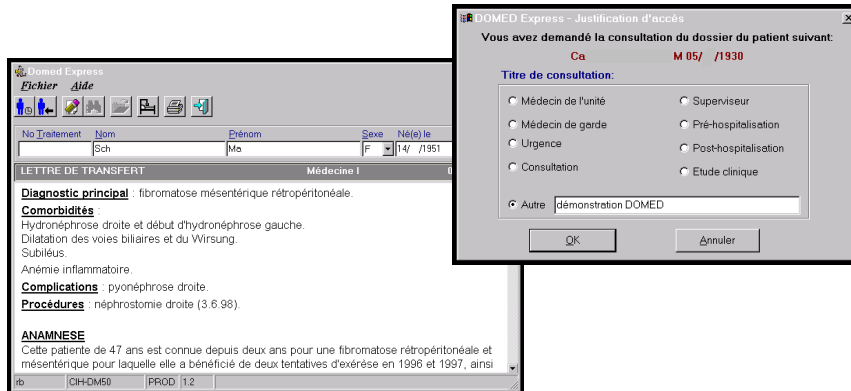 DOMED Express - Justification d'accès
Vous avez demandé la consultation du dossier du patient suivant:
Ca M 05/ /1930
Titre de consultation:
Médecin de l'unité
Médecin de garde
Urgence
Consultation
Superviseur
Pré-hospitalisation
Post-hospitalisation
Etude clinique
Autre démonstration DOMED
OK Annuler
Domed Express
Fichier Aide
No Traitement Nom Prénom Sexe Né(e) le
Sch Ma F 14/ /1951
LETTRE DE TRANSFERT Médecine I 0
Diagnostic principal : fibromatose mésentérique rétropéritonéale.
Comorbidités :
Hydronéphrose droite et début d'hydronéphrose gauche.
Dilatation des voies biliaires et du Wirsung.
Subiléus.
Anémie inflammatoire.
Complications : pyonéphrose droite.
Procédures : néphrostomie droite (3.6.98).
ANAMNESE
Cette patiente de 47 ans est connue depuis deux ans pour une fibromatose rétropéritonéale et
mésentérique pour laquelle elle a bénéficié de deux tentatives d'exérèse en 1996 et 1997, ainsi
rb CIH-DM50 PROD 1.2